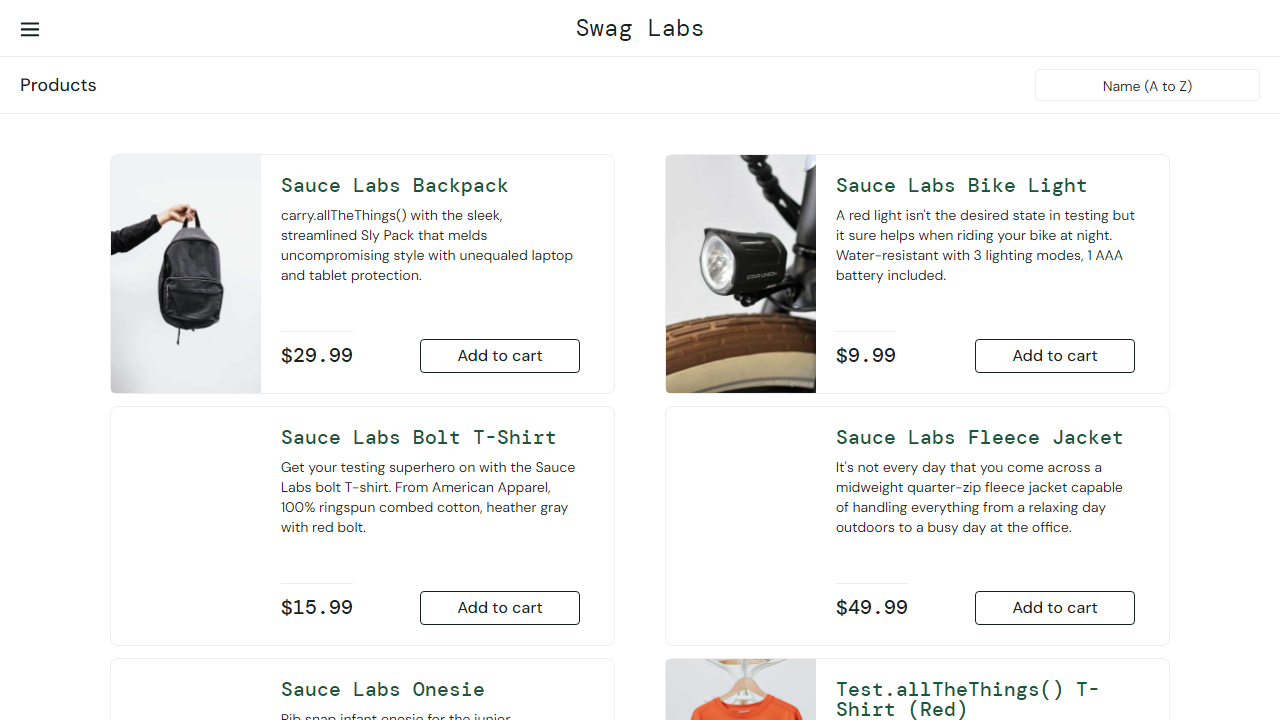 Swag Labs
Products
Name (A to Z)
Sauce Labs Backpack
carry.allTheThings() with the sleek,
streamlined Sly Pack that melds
uncompromising style with unequaled laptop
and tablet protection.
$29.99
Add to cart
Sauce Labs Bike Light
A red light isn't the desired state in testing but
it sure helps when riding your bike at night.
Water-resistant with 3 lighting modes, 1 AAA
battery included.
$9.99
Add to cart
Sauce Labs Bolt T-Shirt
Get your testing superhero on with the Sauce
Labs bolt T-shirt. From American Apparel,
100% ringspun combed cotton, heather gray
with red bolt.
$15.99
Add to cart
Sauce Labs Fleece Jacket
It's not every day that you come across a
midweight quarter-zip fleece jacket capable
of handling everything from a relaxing day
outdoors to a busy day at the office.
$49.99
Add to cart
Sauce Labs Onesie
Rib snap infant onesie for the junior
Test.allTheThings() T-
Shirt (Red)